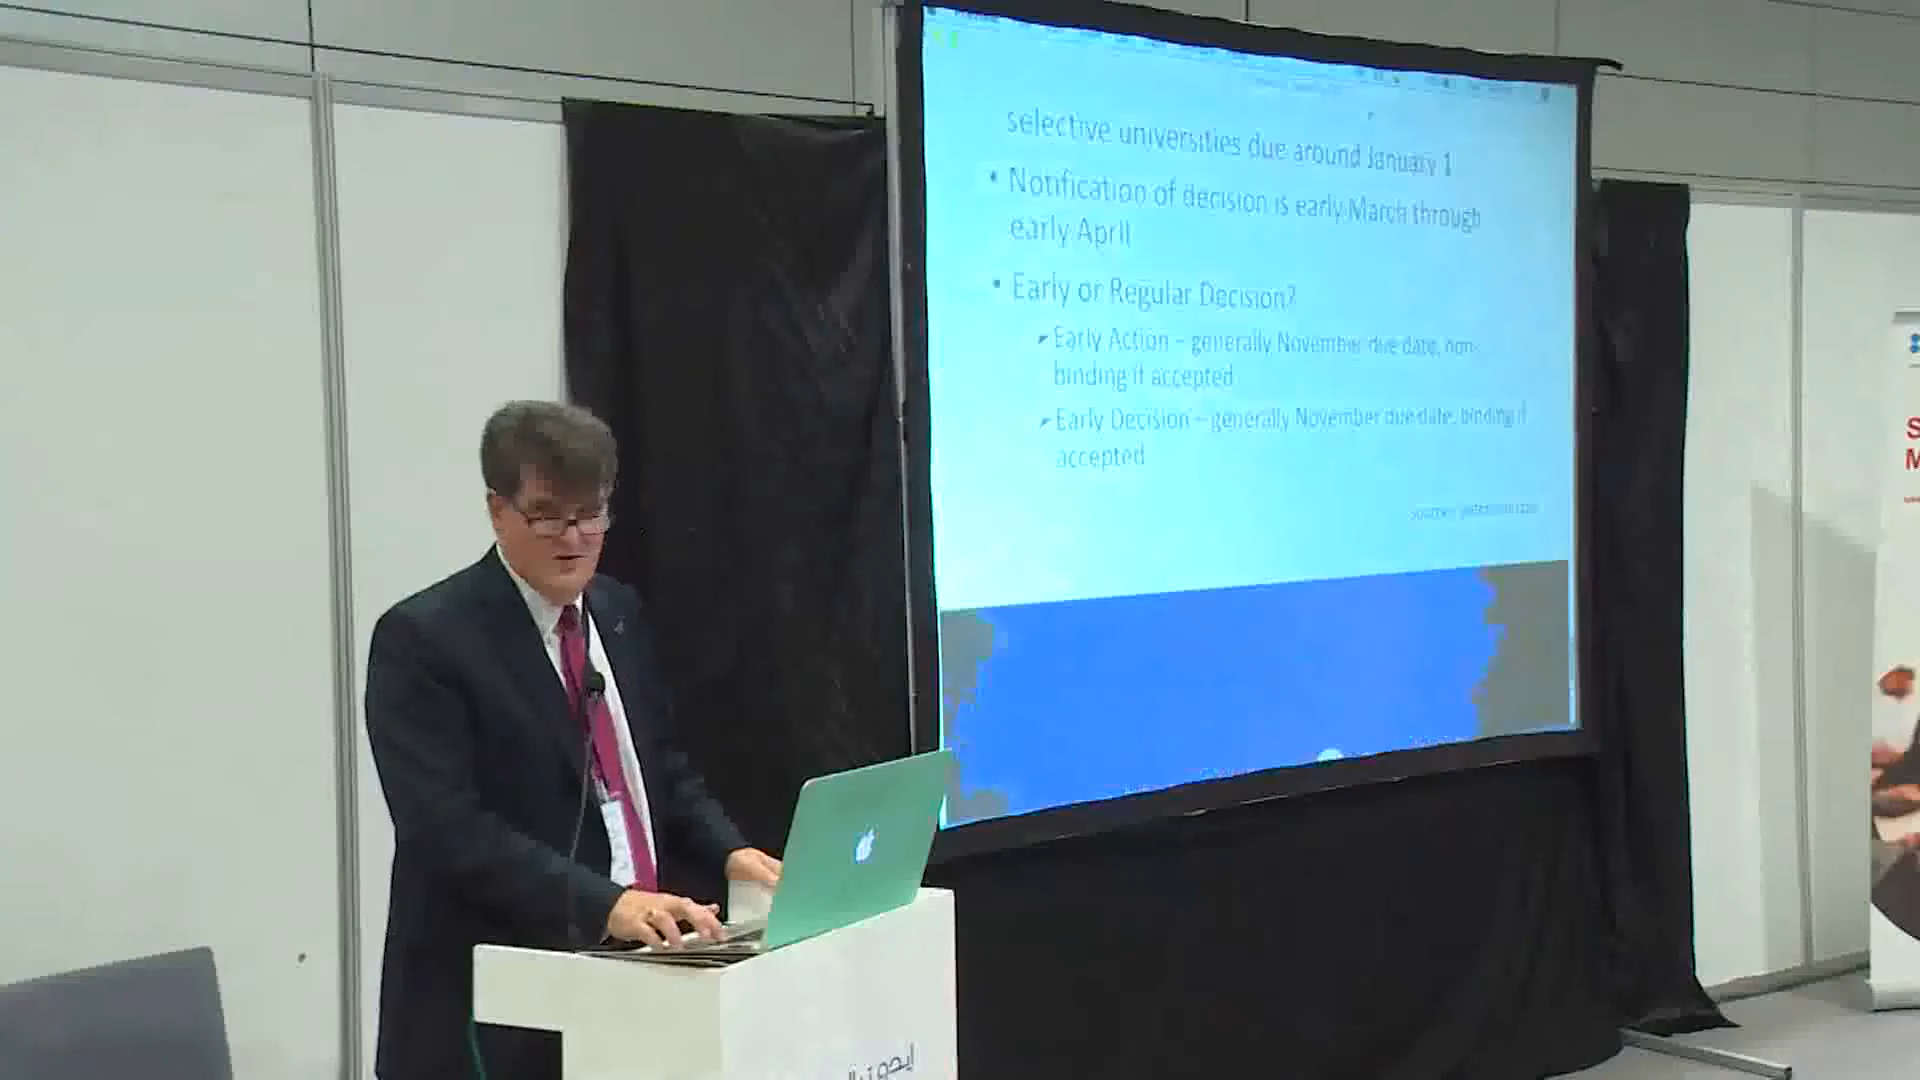 selective universities due around January 1
• Notification of decision is early March through
early April
• Early or Regular Decision?
Early Action – generally November due date, non-
binding if accepted
Early Decision – generally November due date, binding if
accepted
S
M